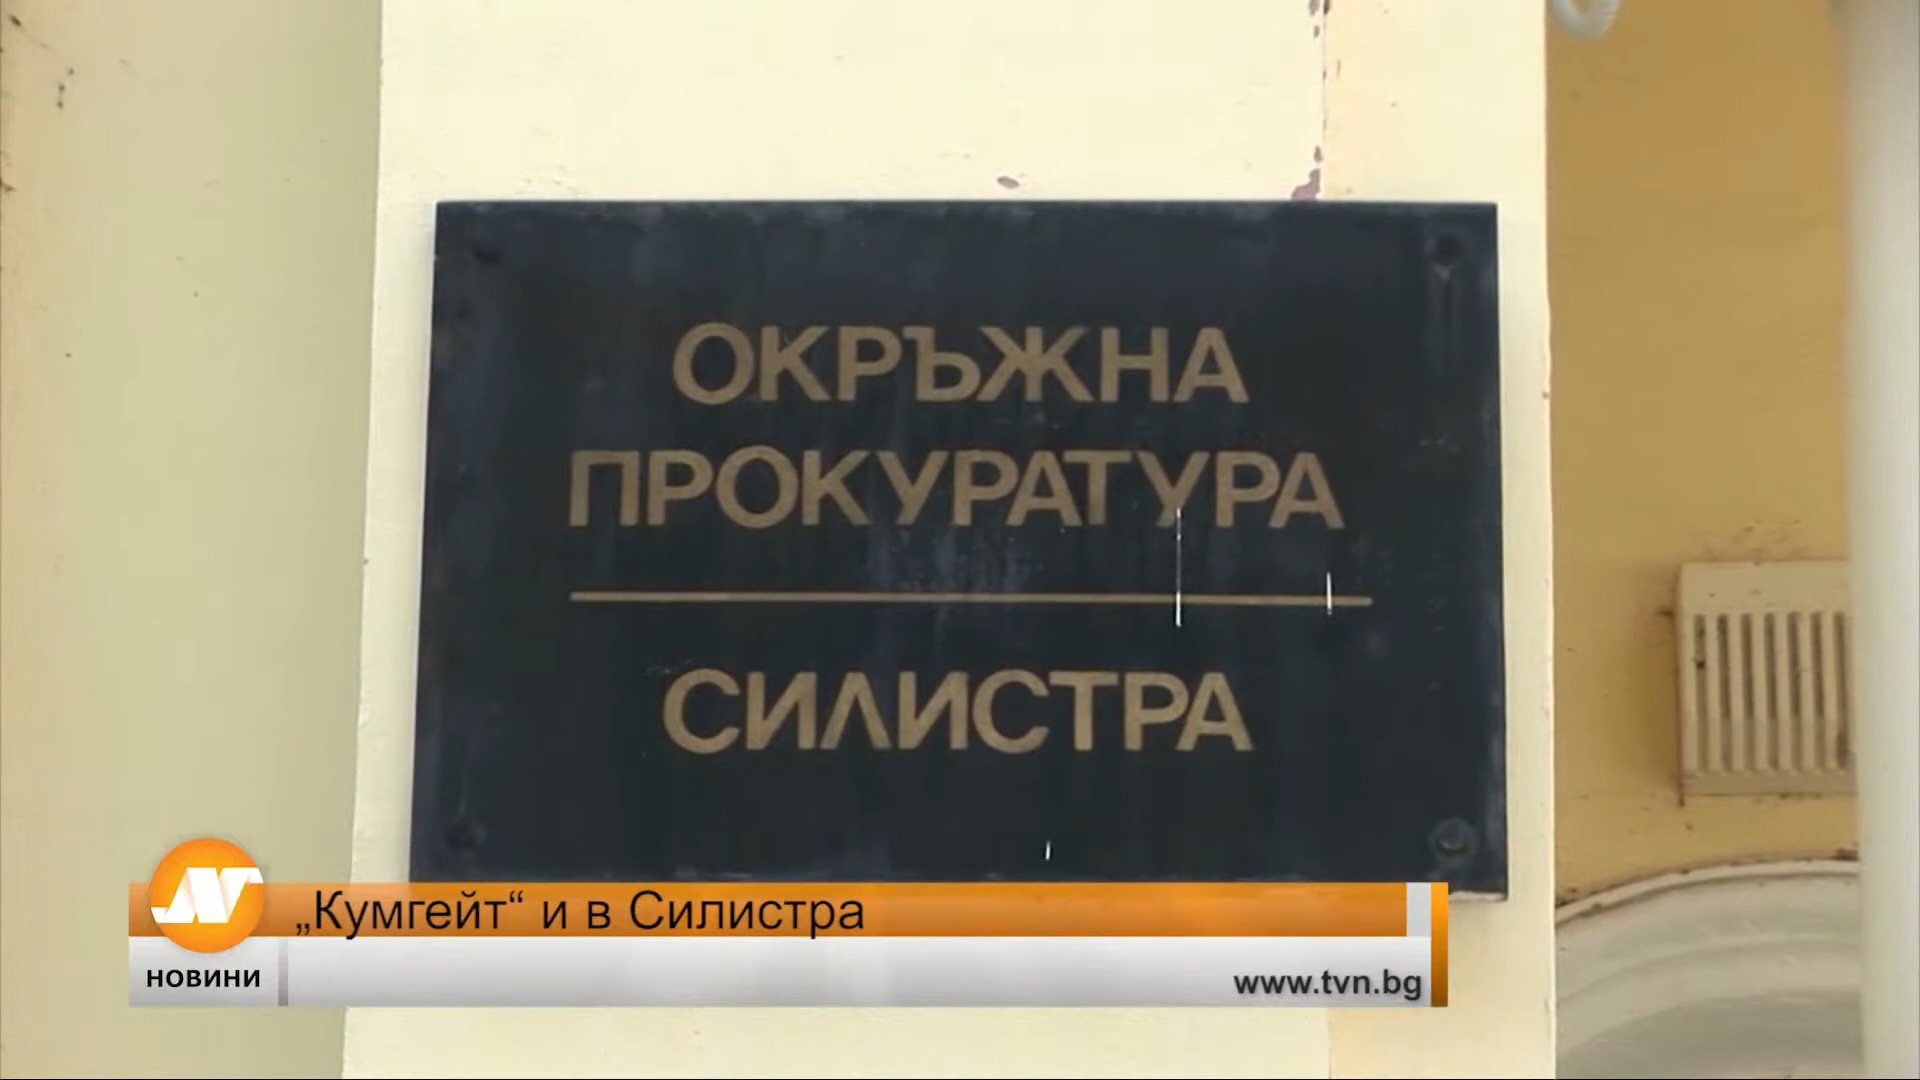 ОКРЪЖНА
ПРОКУРАТУРА
СИЛИСТРА
„Кумгейт“ и в Силистра
НОВИНИ
www.tvn.bg